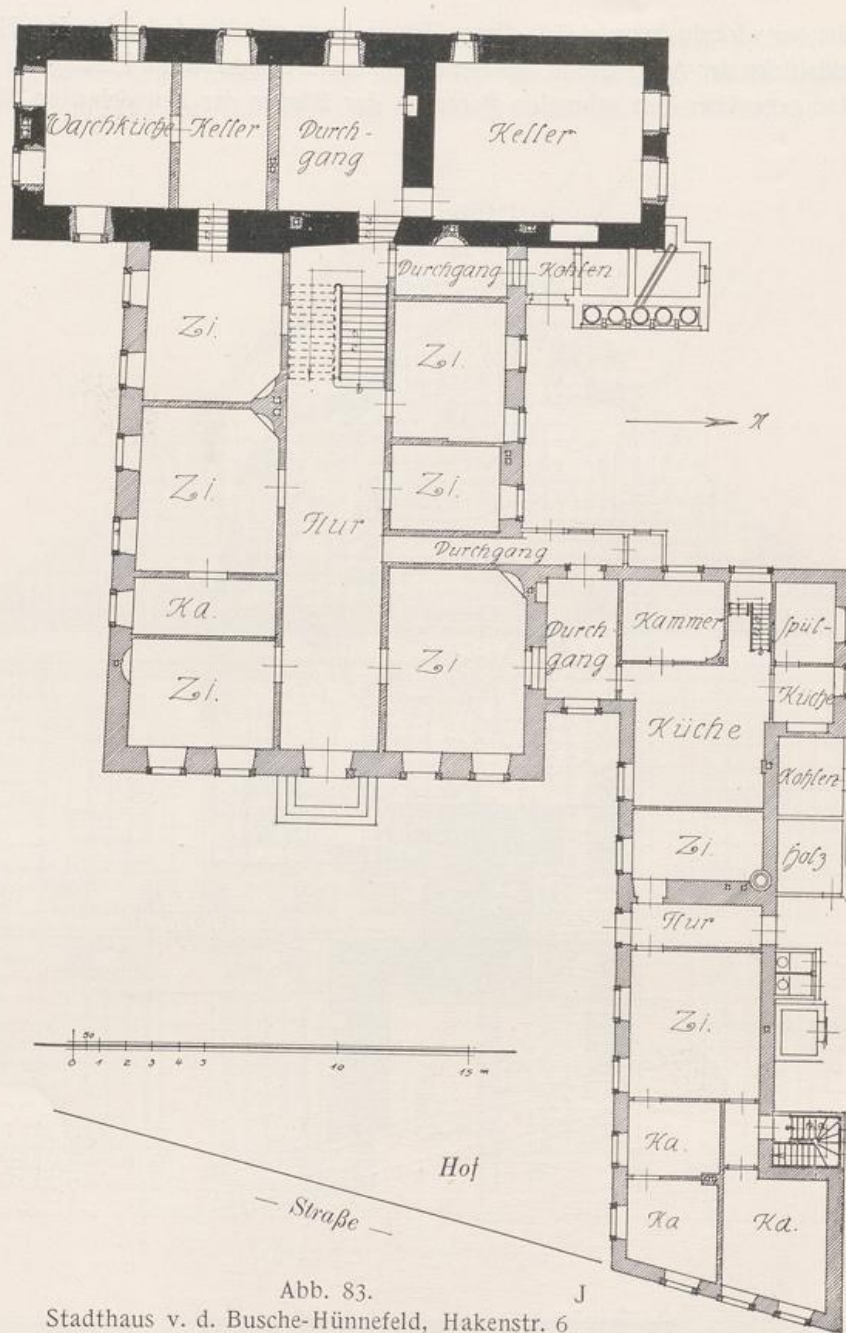 Waschküche
Keller
Durch-
gang
Keller
Durchgang
Kohlen
Zi.
Zi.
N
Zi.
Zi.
Flur
Durchgang
Ka.
Zi.
Zi
Durch
gang
Kammer
Spül-
Küche
Küche
Kohlen
Zi.
Holz
Flur
Zi.
50
0 1 2 3 4 5 10 15 m
Ka.
Hof
Ka
Ka.
— Straße —
Abb. 83.
J
Stadthaus v. d. Busche-Hünnefeld, Hakenstr. 6